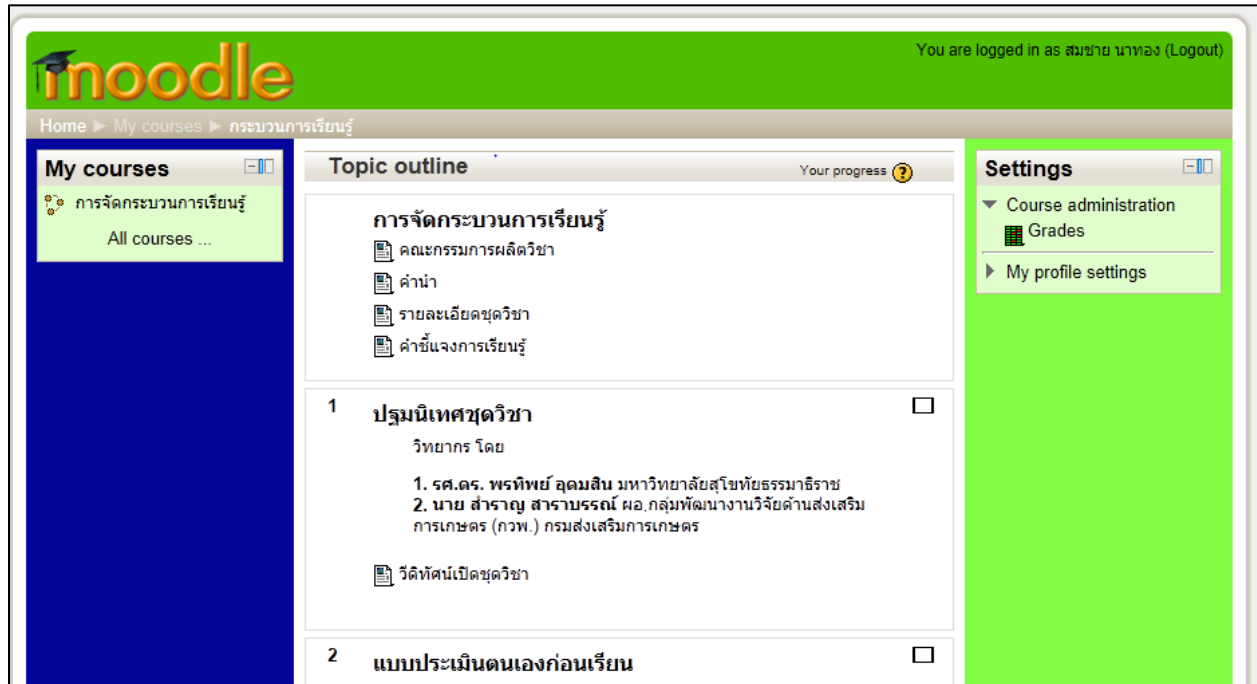 moodle
You are logged in as สมชาย นาทอง (Logout)
Home ► My courses ► กระบวนการเรียนรู้
My courses
การจัดกระบวนการเรียนรู้
All courses ...
Topic outline
Your progress
การจัดกระบวนการเรียนรู้
คณะกรรมการผลิตวิชา
คำนำ
รายละเอียดชุดวิชา
คำชี้แจงการเรียนรู้
1
ปฐมนิเทศชุดวิชา
วิทยากร โดย
1. รศ.ดร. พรทิพย์ อุดมสิน มหาวิทยาลัยสุโขทัยธรรมาธิราช
2. นาย สำราญ สาราบรรณ์ ผอ.กลุ่มพัฒนางานวิจัยด้านส่งเสริม
การเกษตร (กวพ.) กรมส่งเสริมการเกษตร
วีดิทัศน์เปิดชุดวิชา
2
แบบประเมินตนเองก่อนเรียน
Settings
Course administration
Grades
My profile settings